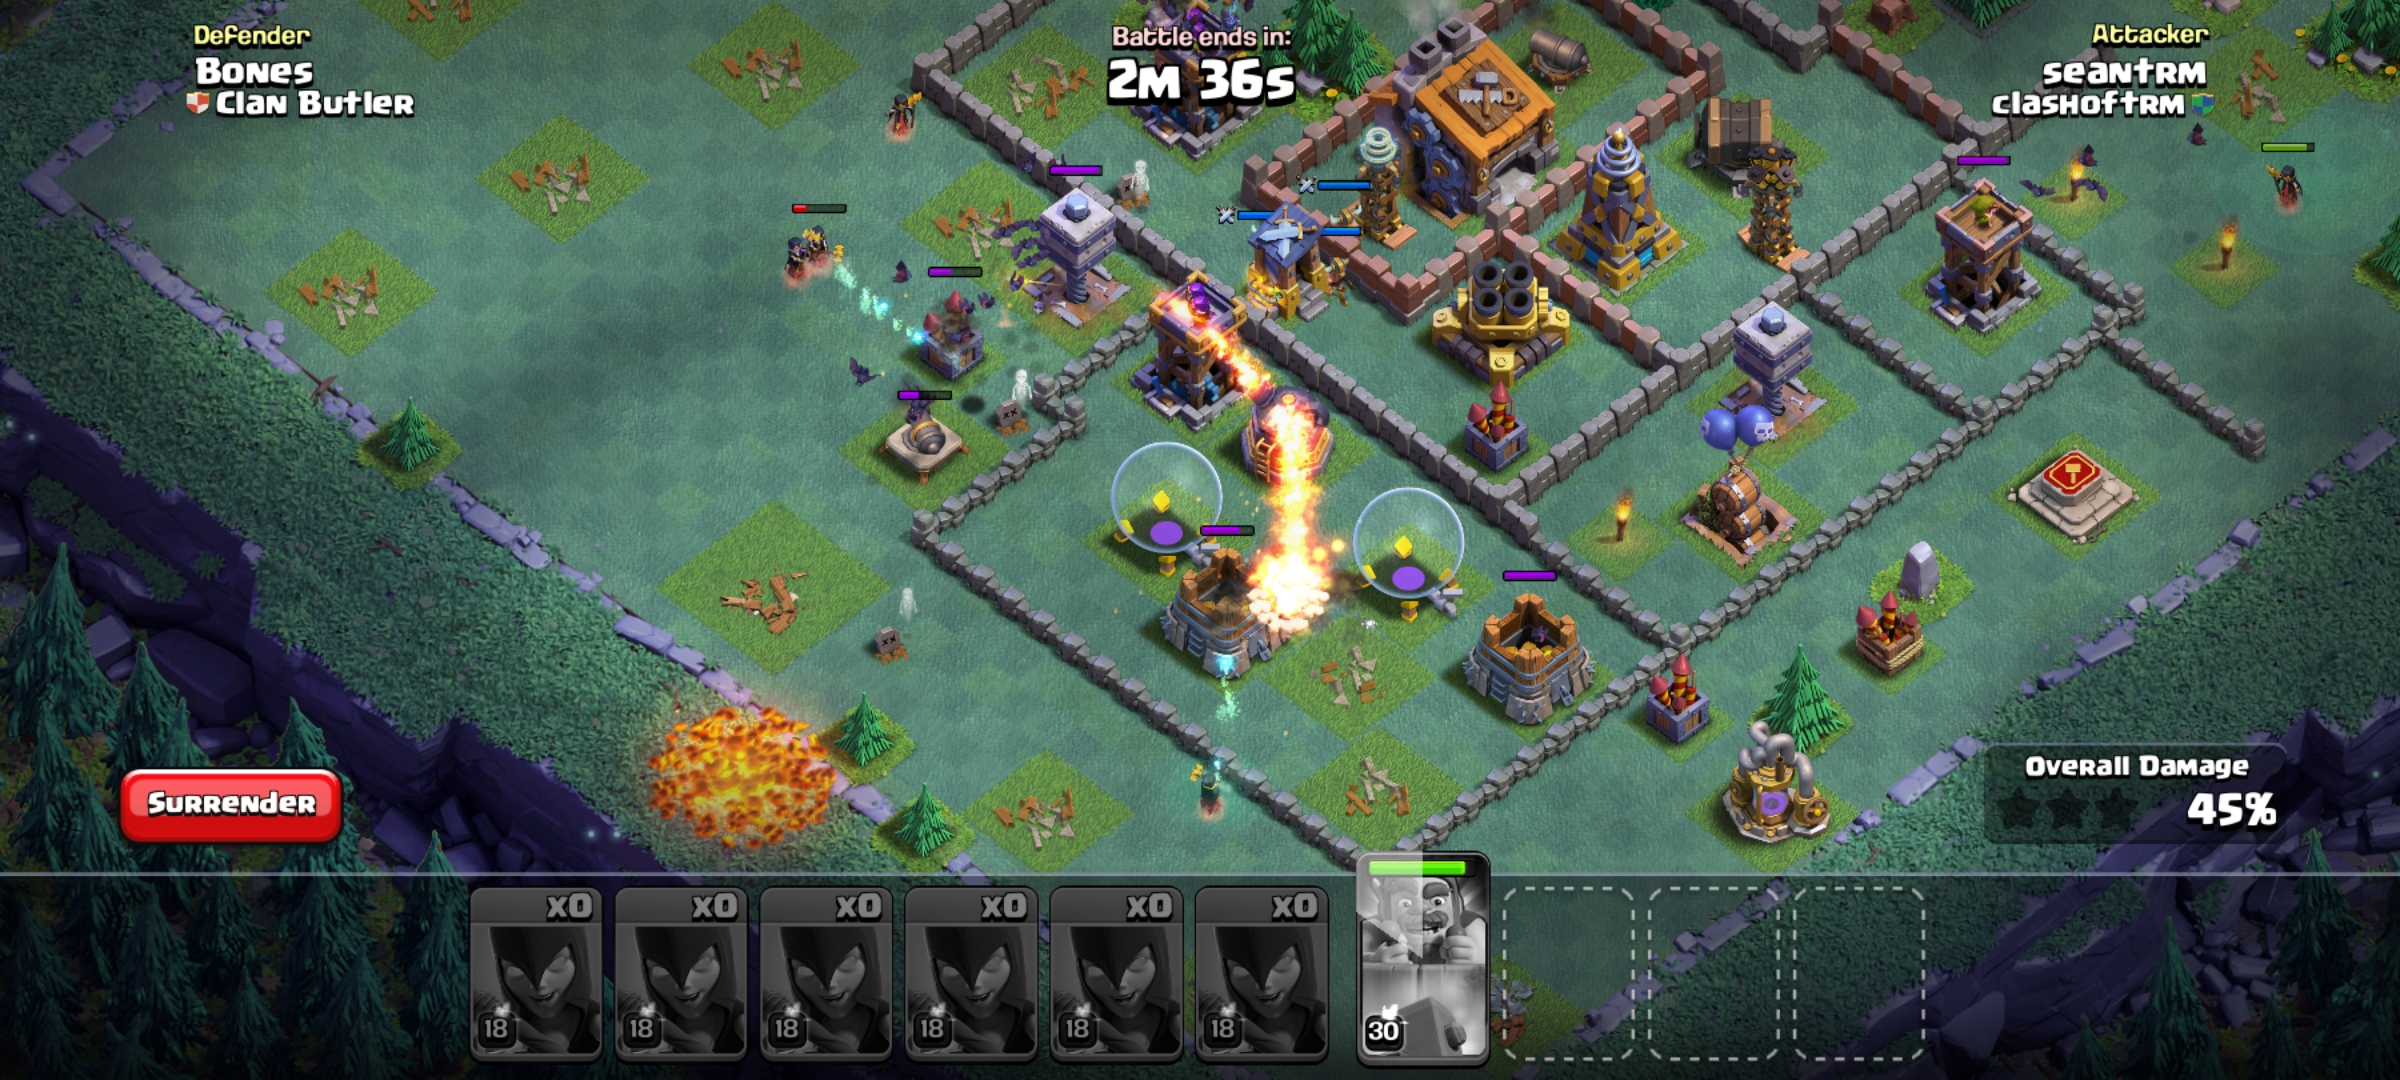 Defender
Bones
Clan Butler
Battle ends in:
2M 36s
Attacker
seantRM
clashoftRM
Surrender
Overall Damage
45%
x0
x0
x0
x0
x0
x0
18
18
18
18
18
18
30